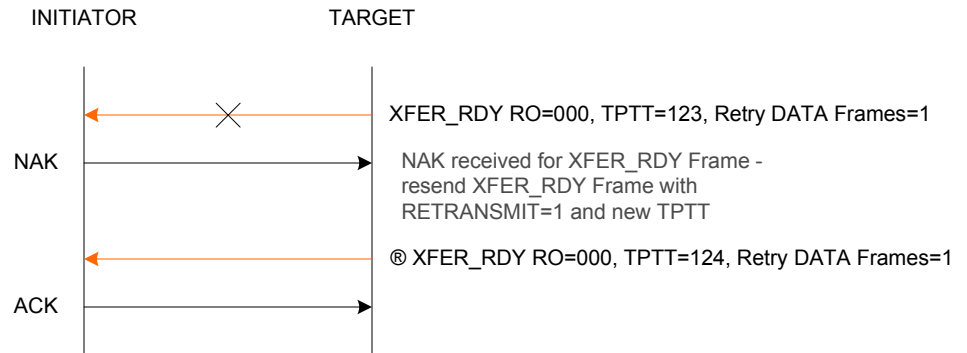 INITIATOR TARGET
XFER_RDY RO=000, TPTT=123, Retry DATA Frames=1
NAK
NAK received for XFER_RDY Frame -
resend XFER_RDY Frame with
RETRANSMIT=1 and new TPTT
® XFER_RDY RO=000, TPTT=124, Retry DATA Frames=1
ACK